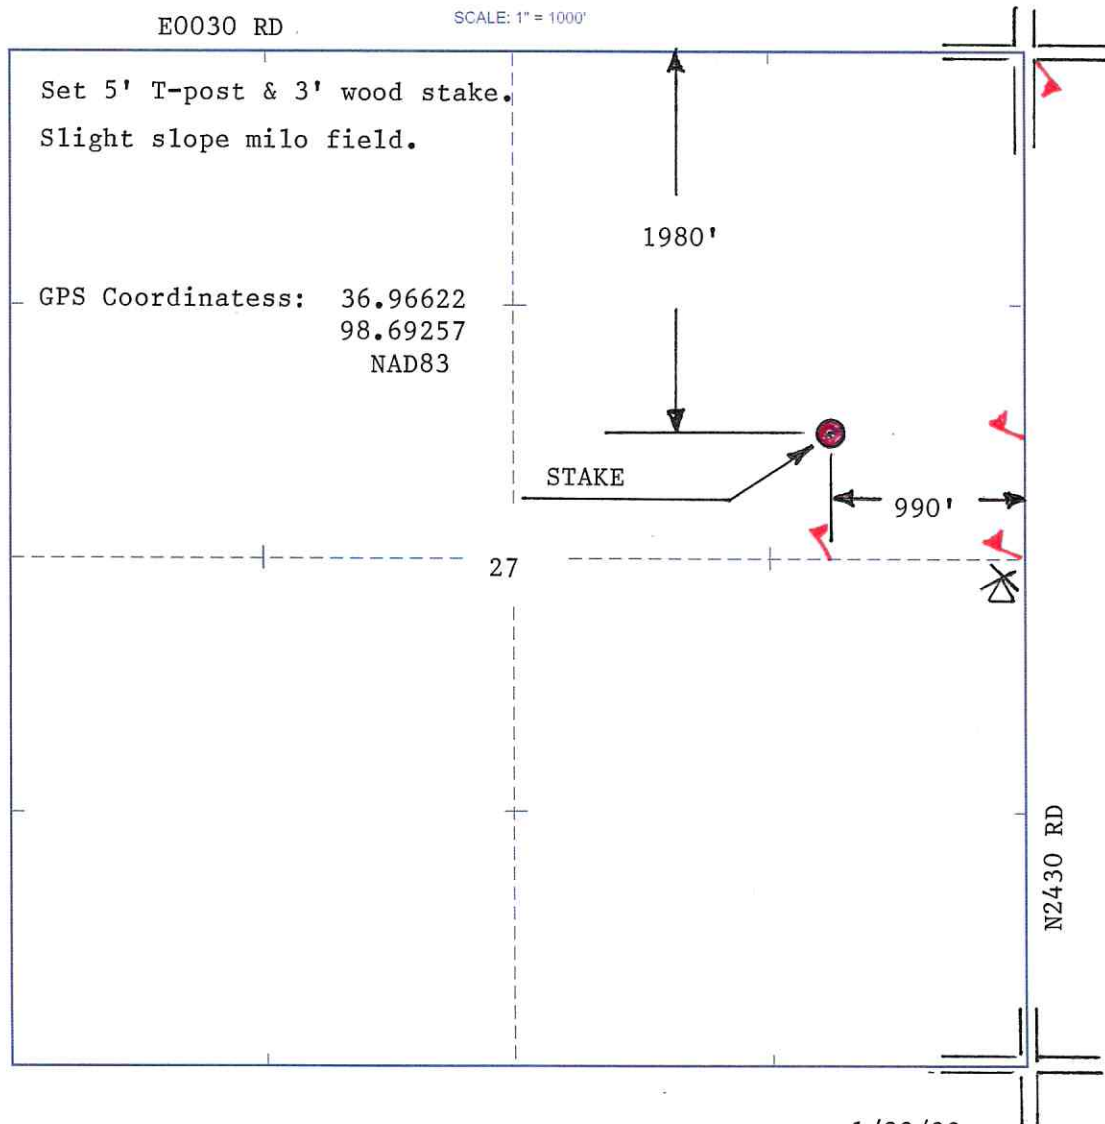 E0030 RD
SCALE: 1" = 1000'
Set 5' T-post & 3' wood stake.
Slight slope milo field.
1980'
GPS Coordinatess: 36.96622
98.69257
NAD83
STAKE
990'
27
N2430 RD